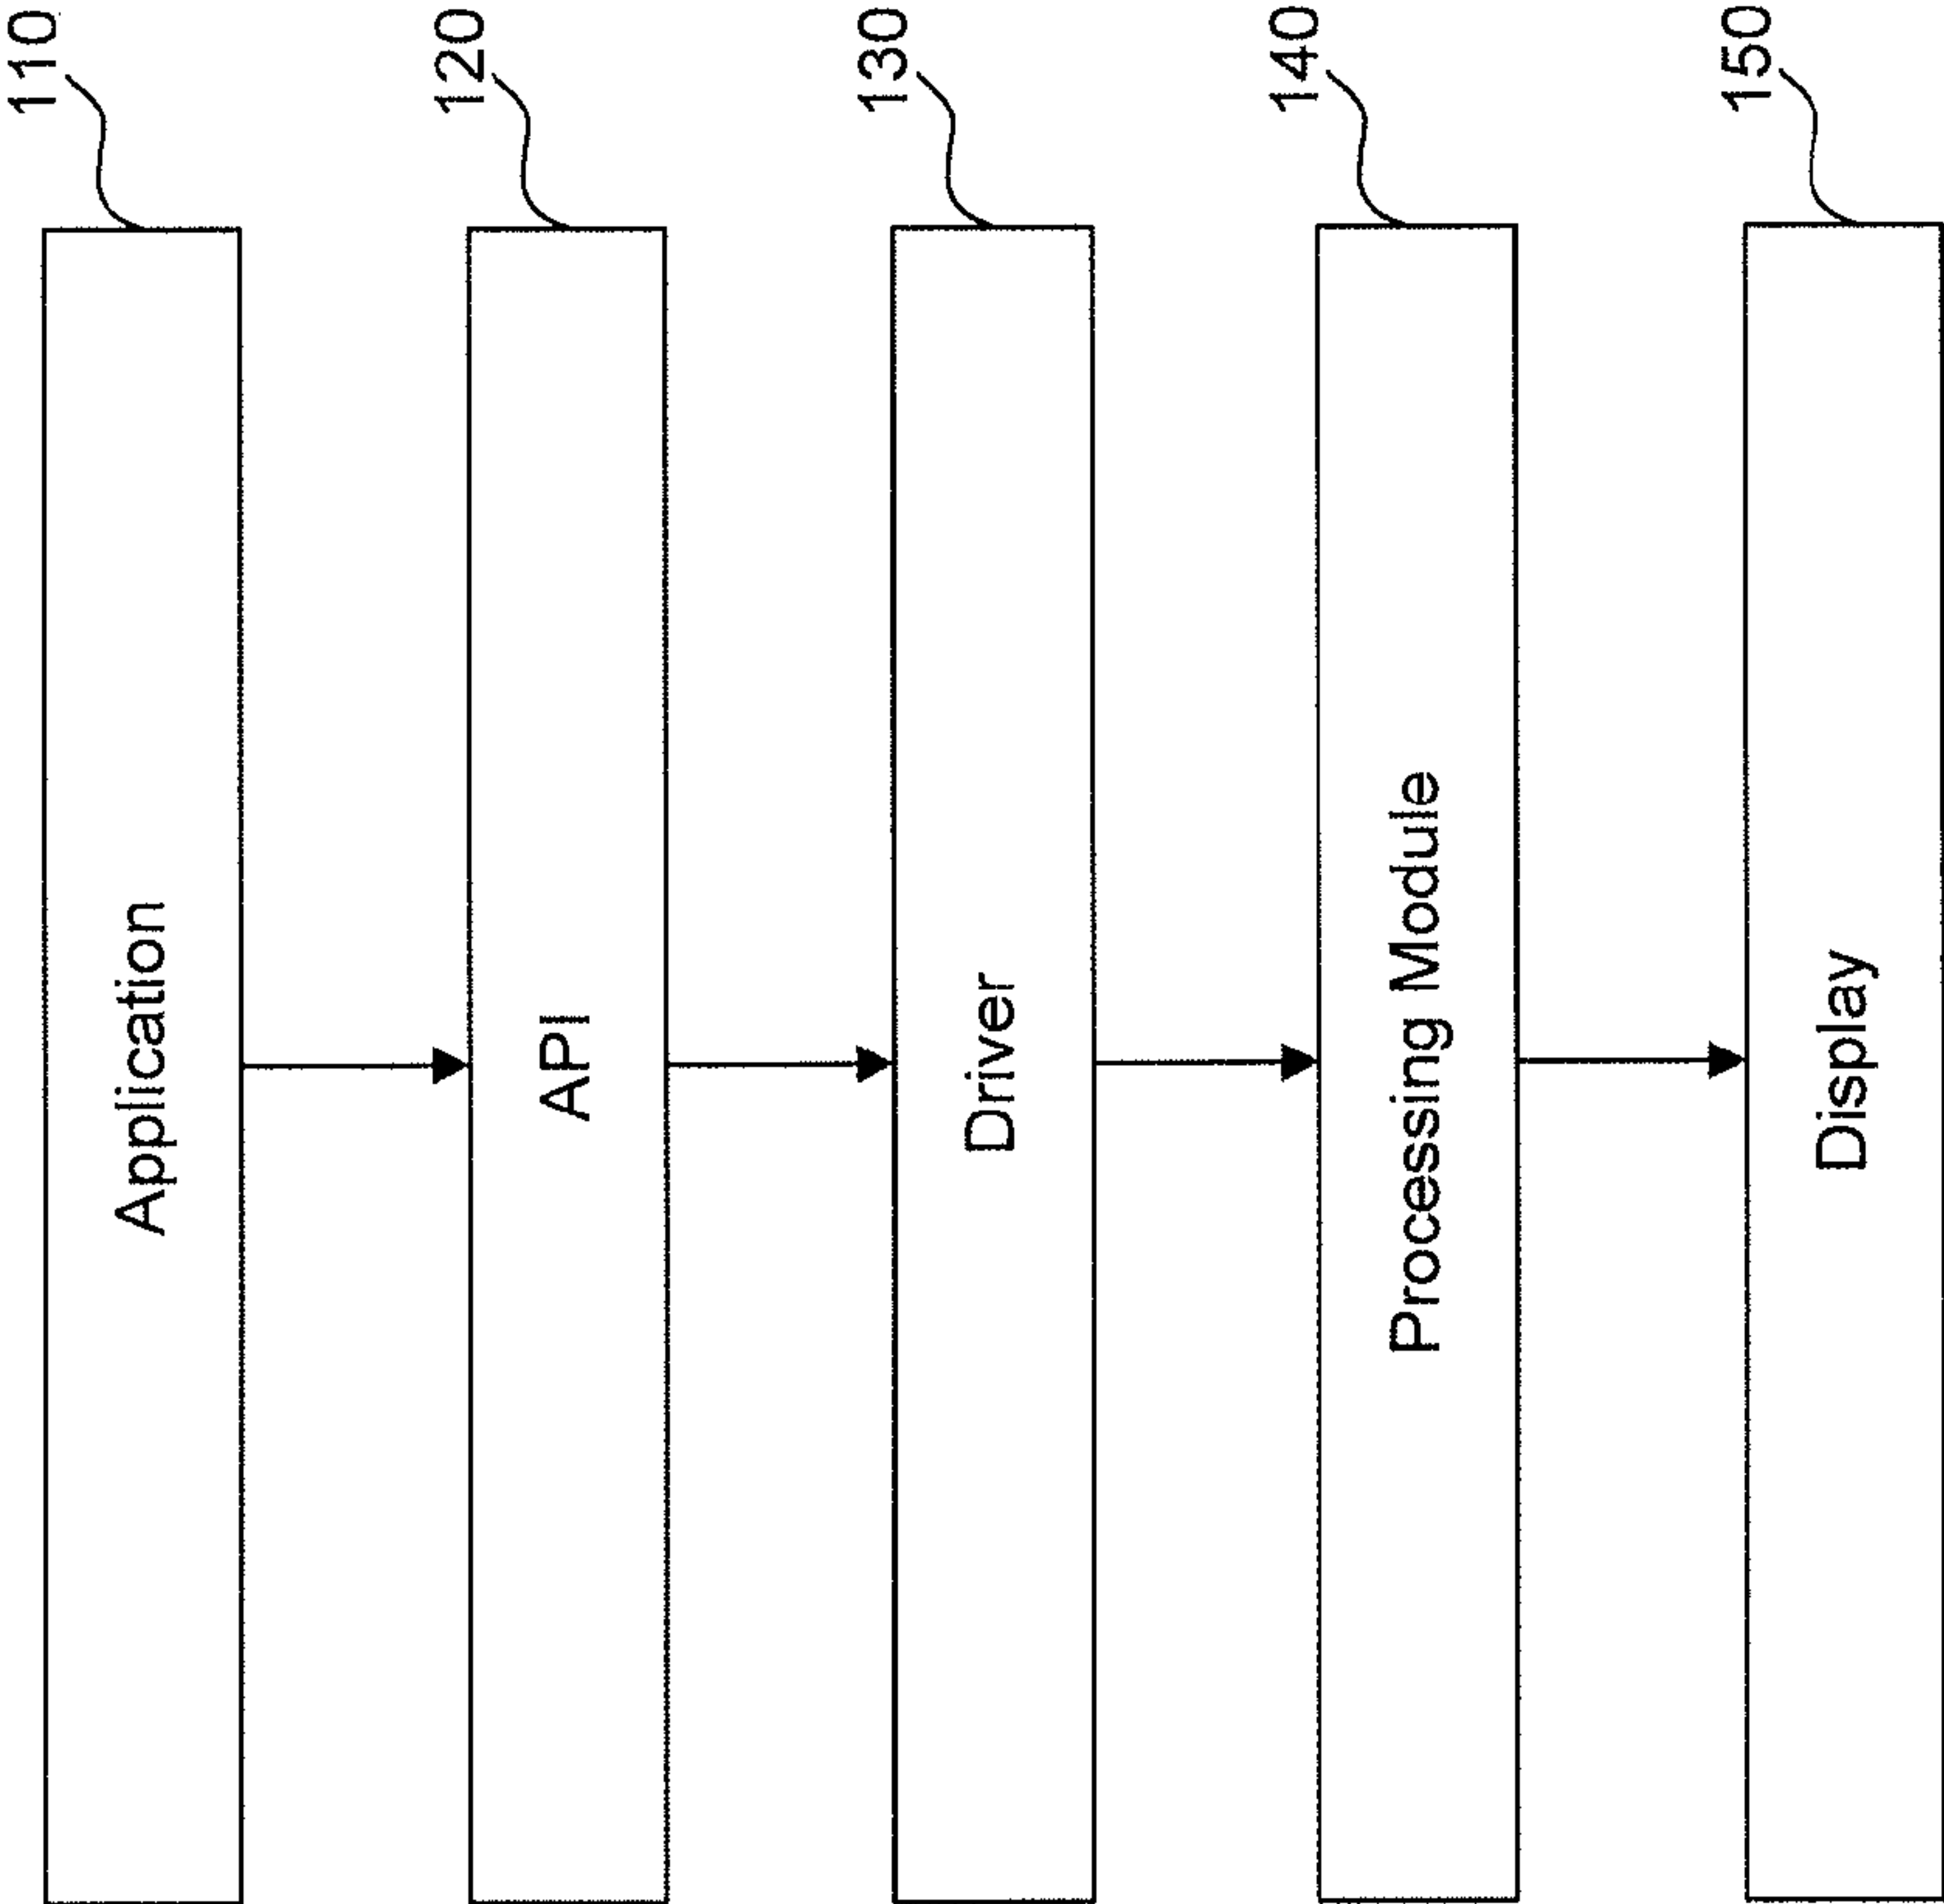 Application
110
API
120
Driver
130
Processing Module
140
Display
150